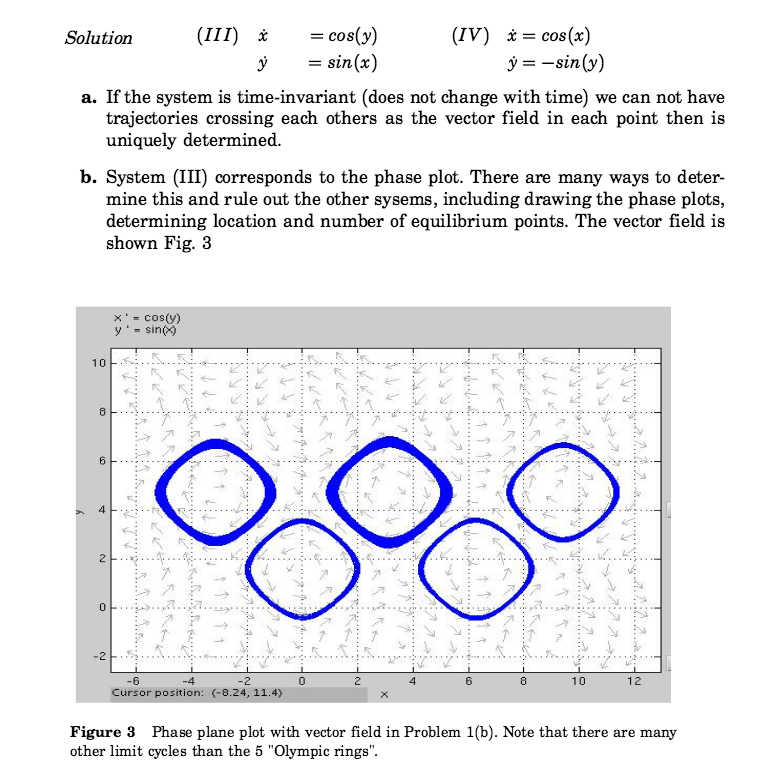 Solution (III) ẋ = cos(y) (IV) ẋ = cos(x)
ẏ = sin(x) ẏ = −sin(y)
a. If the system is time-invariant (does not change with time) we can not have
trajectories crossing each others as the vector field in each point then is
uniquely determined.
b. System (III) corresponds to the phase plot. There are many ways to deter-
mine this and rule out the other sysems, including drawing the phase plots,
determining location and number of equilibrium points. The vector field is
shown Fig. 3
x ' = cos(y)
y ' = sin(x)
10
8
6
4
2
0
-2
y
-6 -4 -2 0 2 4 6 8 10 12
Cursor position: (-8.24, 11.4) x
Figure 3 Phase plane plot with vector field in Problem 1(b). Note that there are many
other limit cycles than the 5 "Olympic rings".